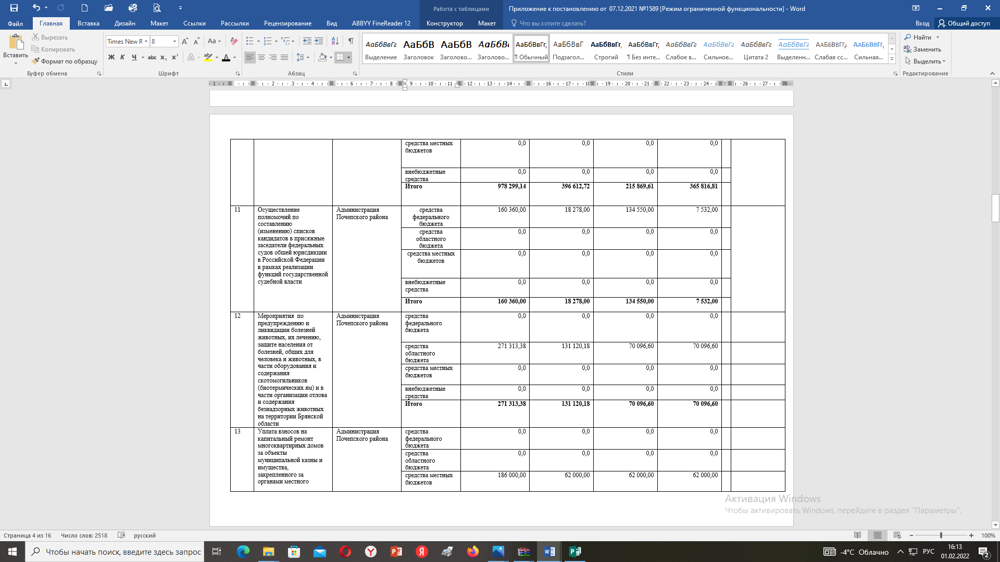 Работа с таблицами
Приложение к постановлению от 07.12.2021 №1589 [Режим ограниченной функциональности] - Word
Файл Главная Вставка Дизайн Макет Ссылки Рассылки Рецензирование Вид ABBYY FineReader 12 Конструктор Макет Что вы хотите сделать? Вход Общий доступ
Вставить
Вырезать
Копировать
Формат по образцу
Буфер обмена
Times New R 8
Шрифт
Абзац
АаБбВвГг АаБбВ АаБбВ АаБбВ АаБбВвГг, АаБбВвГ АаБбВвГг, АаБбВвГг, АаБбВвГг АаБбВвГг АаБбВвГг АаБбВвГг АаБбВвГг АаБбВвГг,
Выделение Заголовок Заголово... Заголово... ¶ Обычный Подзагол... Строгий ¶ Без инте... Слабое в... Сильное... Цитата 2 Выделенн... Слабая сс... Сильная...
Стили
Найти
Заменить
Выделить
Редактирование
средства местных бюджетов 0,0 0,0 0,0 0,0
внебюджетные средства 0,0 0,0 0,0 0,0
Итого 978 299,14 396 612,72 215 869,61 365 816,81
11
Осуществление
полномочий по
составлению
(изменению) списков
кандидатов в присяжные
заседатели федеральных
судов общей юрисдикции
в Российской Федерации
в рамках реализации
функций государственной
судебной власти
Администрация
Почепского района
средства федерального бюджета 160 360,00 18 278,00 134 550,00 7 532,00
средства областного бюджета 0,0 0,0 0,0 0,0
средства местных бюджетов 0,0 0,0 0,0 0,0
внебюджетные средства 0,0 0,0 0,0 0,0
Итого 160 360,00 18 278,00 134 550,00 7 532,00
12
Мероприятия по
предупреждению и
ликвидации болезней
животных, их лечению,
защите населения от
болезней, общих для
человека и животных, в
части оборудования и
содержания
скотомогильников
(биотермических ям) и в
части организации отлова
и содержания
безнадзорных животных
на территории Брянской
области
Администрация
Почепского района
средства федерального бюджета 0,0 0,0 0,0 0,0
средства областного бюджета 271 313,38 131 120,18 70 096,60 70 096,60
средства местных бюджетов 0,0 0,0 0,0 0,0
внебюджетные средства 0,0 0,0 0,0 0,0
Итого 271 313,38 131 120,18 70 096,60 70 096,60
13
Уплата взносов на
капитальный ремонт
многоквартирных домов
за объекты
муниципальной казны и
имущества,
закрепленного за
органами местного
Администрация
Почепского района
средства федерального бюджета 0,0 0,0 0,0 0,0
средства областного бюджета 0,0 0,0 0,0 0,0
средства местных бюджетов 186 000,00 62 000,00 62 000,00 62 000,00
Активация Windows
Чтобы активировать Windows, перейдите в раздел "Параметры".
Страница 4 из 16 Число слов: 2518 русский 100%
Чтобы начать поиск, введите здесь запрос
-4°C Облачно РУС 16:13
01.02.2022
2